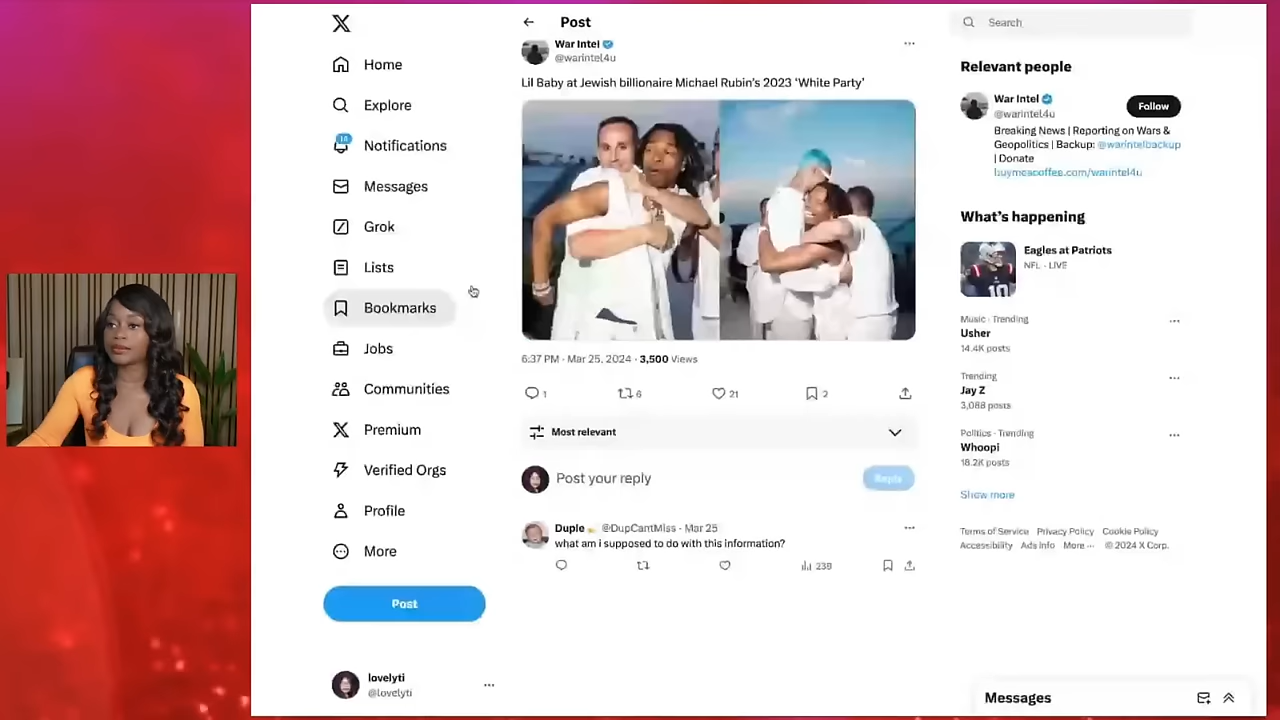 Home
Explore
18
Notifications
Messages
Grok
Lists
Bookmarks
Jobs
Communities
Premium
Verified Orgs
Profile
More
Post
lovelyti
@lovelyti
Post
War Intel
@warintel4u
Lil Baby at Jewish billionaire Michael Rubin's 2023 'White Party'
6:37 PM · Mar 25, 2024 · 3,500 Views
1
6
21
2
Most relevant
Post your reply
Reply
Duple @DupCantMiss · Mar 25
what am i supposed to do with this information?
239
Search
Relevant people
War Intel
@warintel4u
Follow
Breaking News | Reporting on Wars &
Geopolitics | Backup: @warintelbackup
| Donate
buymeacoffee.com/warintel4u
What's happening
Eagles at Patriots
NFL · LIVE
Music · Trending
Usher
14.4K posts
Trending
Jay Z
3,088 posts
Politics · Trending
Whoopi
18.2K posts
Show more
Terms of Service Privacy Policy Cookie Policy
Accessibility Ads info More ··· © 2024 X Corp.
Messages